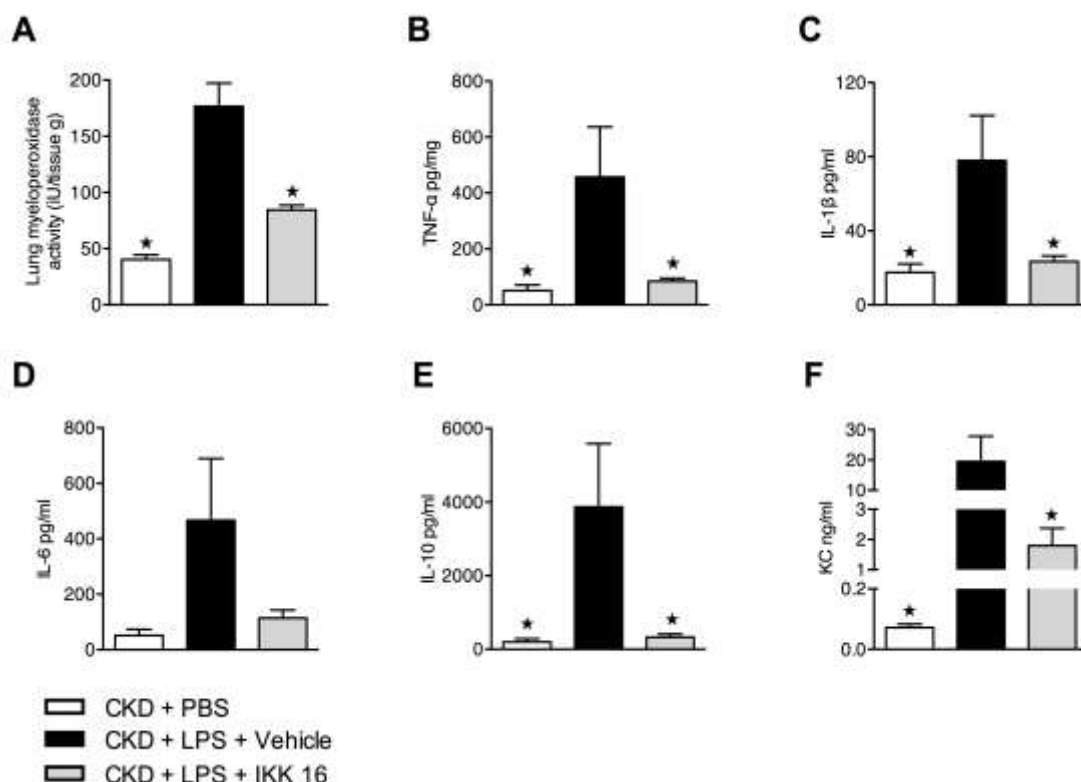 A
Lung myeloperoxidase
activity (iU/tissue g)
200
150
100
50
0
★
★
B
TNF-α pg/mg
800
600
400
200
0
★
★
C
IL-1β pg/ml
120
80
40
0
★
★
D
IL-6 pg/ml
800
600
400
200
0
E
IL-10 pg/ml
6000
4000
2000
0
★
★
F
KC ng/ml
30
20
10
3
2
1
0.2
0.0
★
★
CKD + PBS
CKD + LPS + Vehicle
CKD + LPS + IKK 16